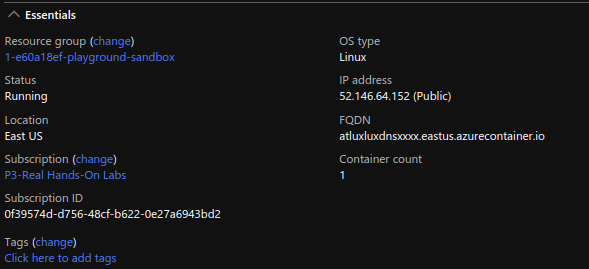 Essentials
Resource group (change)
1-e60a18ef-playground-sandbox
Status
Running
Location
East US
Subscription (change)
P3-Real Hands-On Labs
Subscription ID
0f39574d-d756-48cf-b622-0e27a6943bd2
Tags (change)
Click here to add tags
OS type
Linux
IP address
52.146.64.152 (Public)
FQDN
atluxluxdnsxxxx.eastus.azurecontainer.io
Container count
1